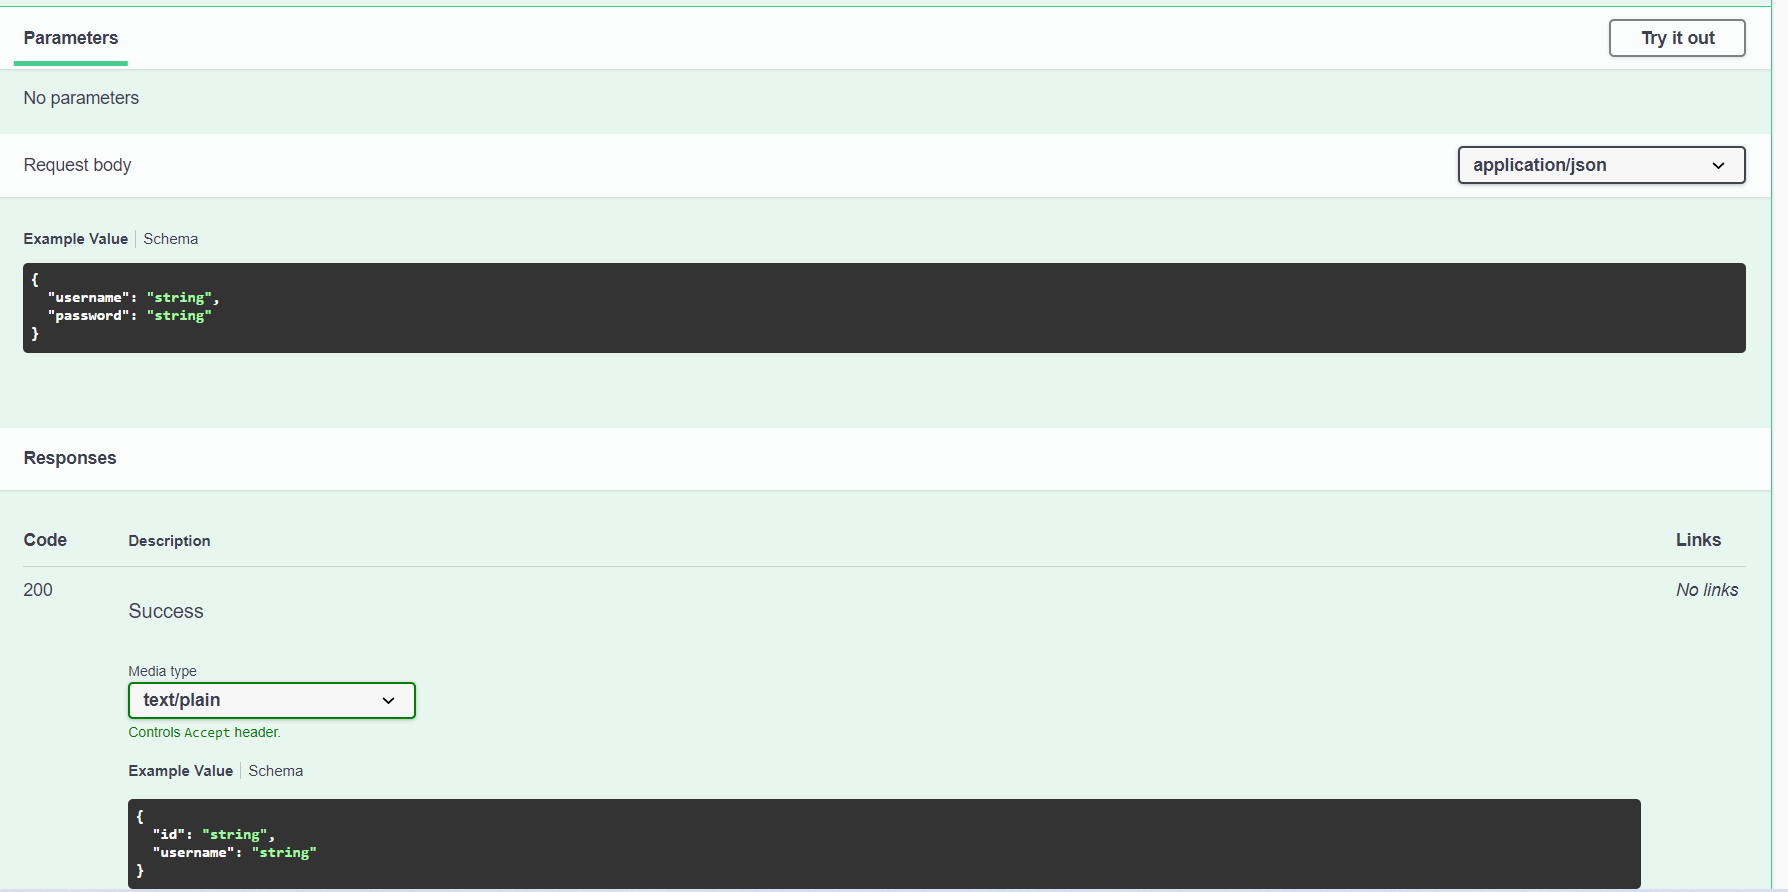 Parameters
Try it out
No parameters
Request body
application/json
Example Value
Schema
{
  "username": "string",
  "password": "string"
}
Responses
Code
Description
Links
200
Success
No links
Media type
text/plain
Controls Accept header.
Example Value
Schema
{
  "id": "string",
  "username": "string"
}